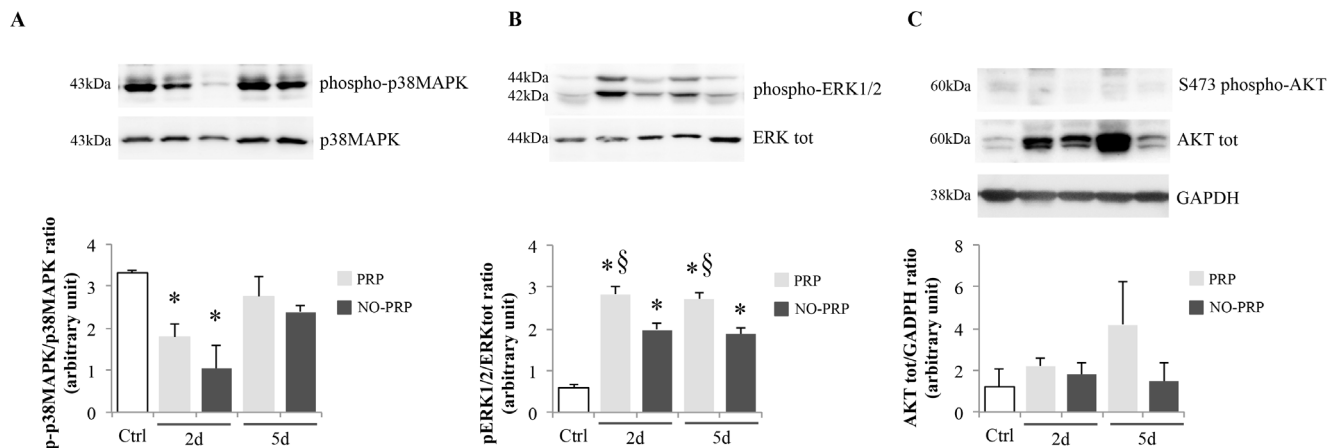 A
43kDa phospho-p38MAPK
43kDa p38MAPK
p-p38MAPK/p38MAPK ratio
(arbitrary unit)
4
3
2
1
0
* *
PRP
NO-PRP
Ctrl 2d 5d
B
44kDa
42kDa
phospho-ERK1/2
44kDa ERK tot
pERK1/2/ERKtot ratio
(arbitrary unit)
4
3
2
1
0
*§ * *§ *
PRP
NO-PRP
Ctrl 2d 5d
C
60kDa S473 phospho-AKT
60kDa AKT tot
38kDa GAPDH
AKT tot/GADPH ratio
(arbitrary unit)
8
6
4
2
0
PRP
NO-PRP
Ctrl 2d 5d